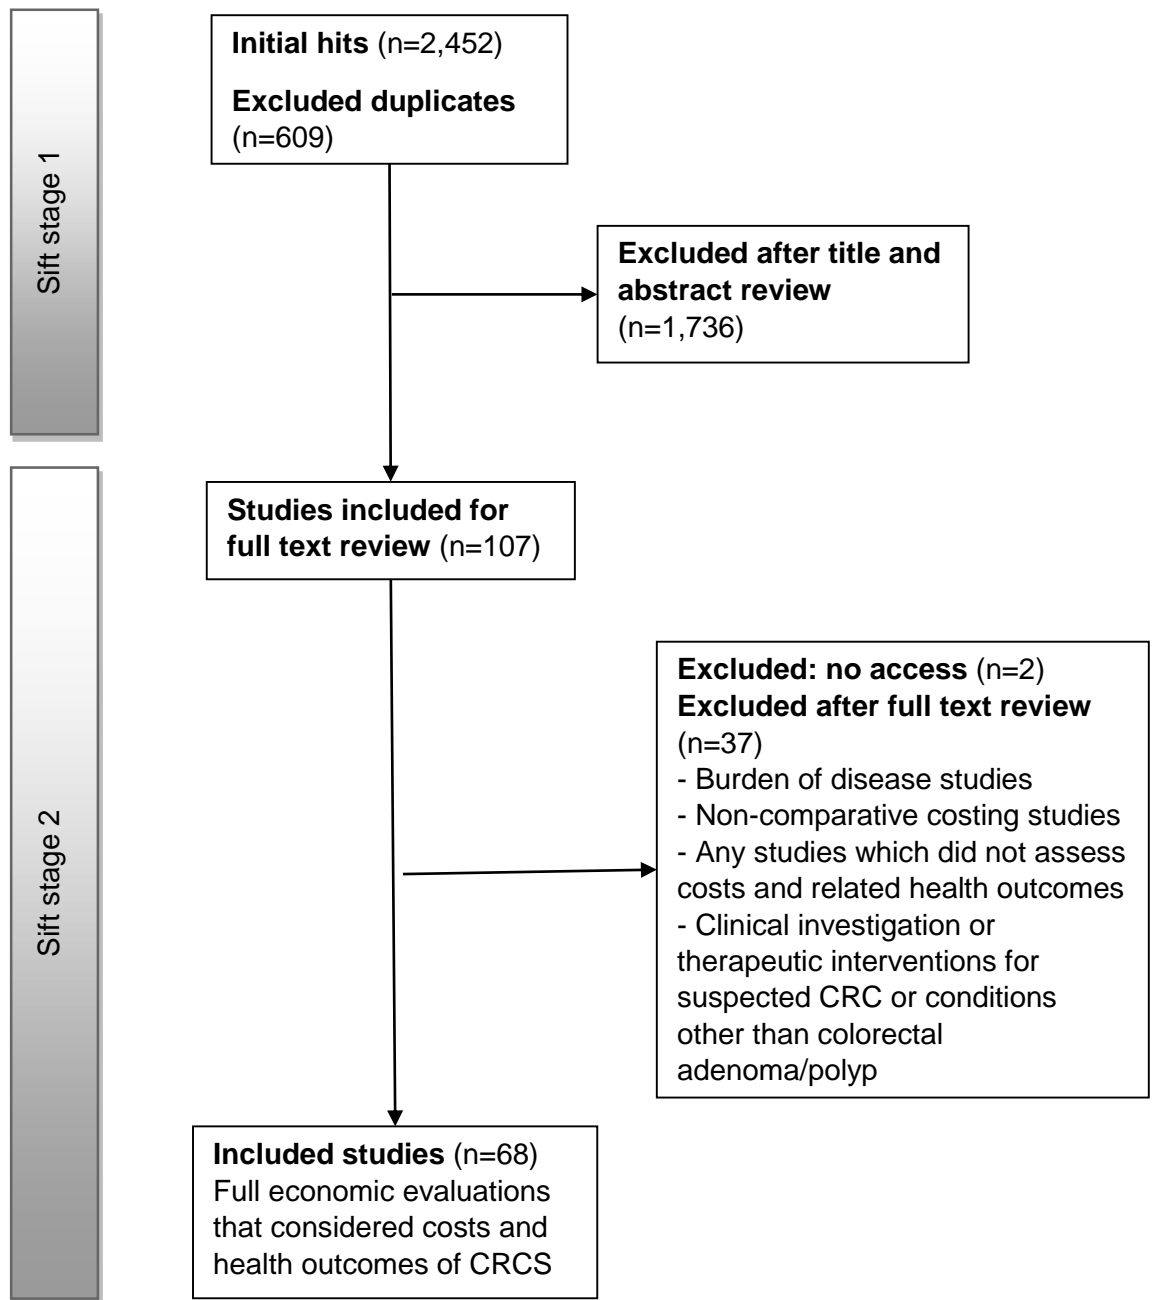 Sift stage 1
Initial hits (n=2,452)
Excluded duplicates
(n=609)
Excluded after title and
abstract review
(n=1,736)
Sift stage 2
Studies included for
full text review (n=107)
Excluded: no access (n=2)
Excluded after full text review
(n=37)
- Burden of disease studies
- Non-comparative costing studies
- Any studies which did not assess
costs and related health outcomes
- Clinical investigation or
therapeutic interventions for
suspected CRC or conditions
other than colorectal
adenoma/polyp
Included studies (n=68)
Full economic evaluations
that considered costs and
health outcomes of CRCS